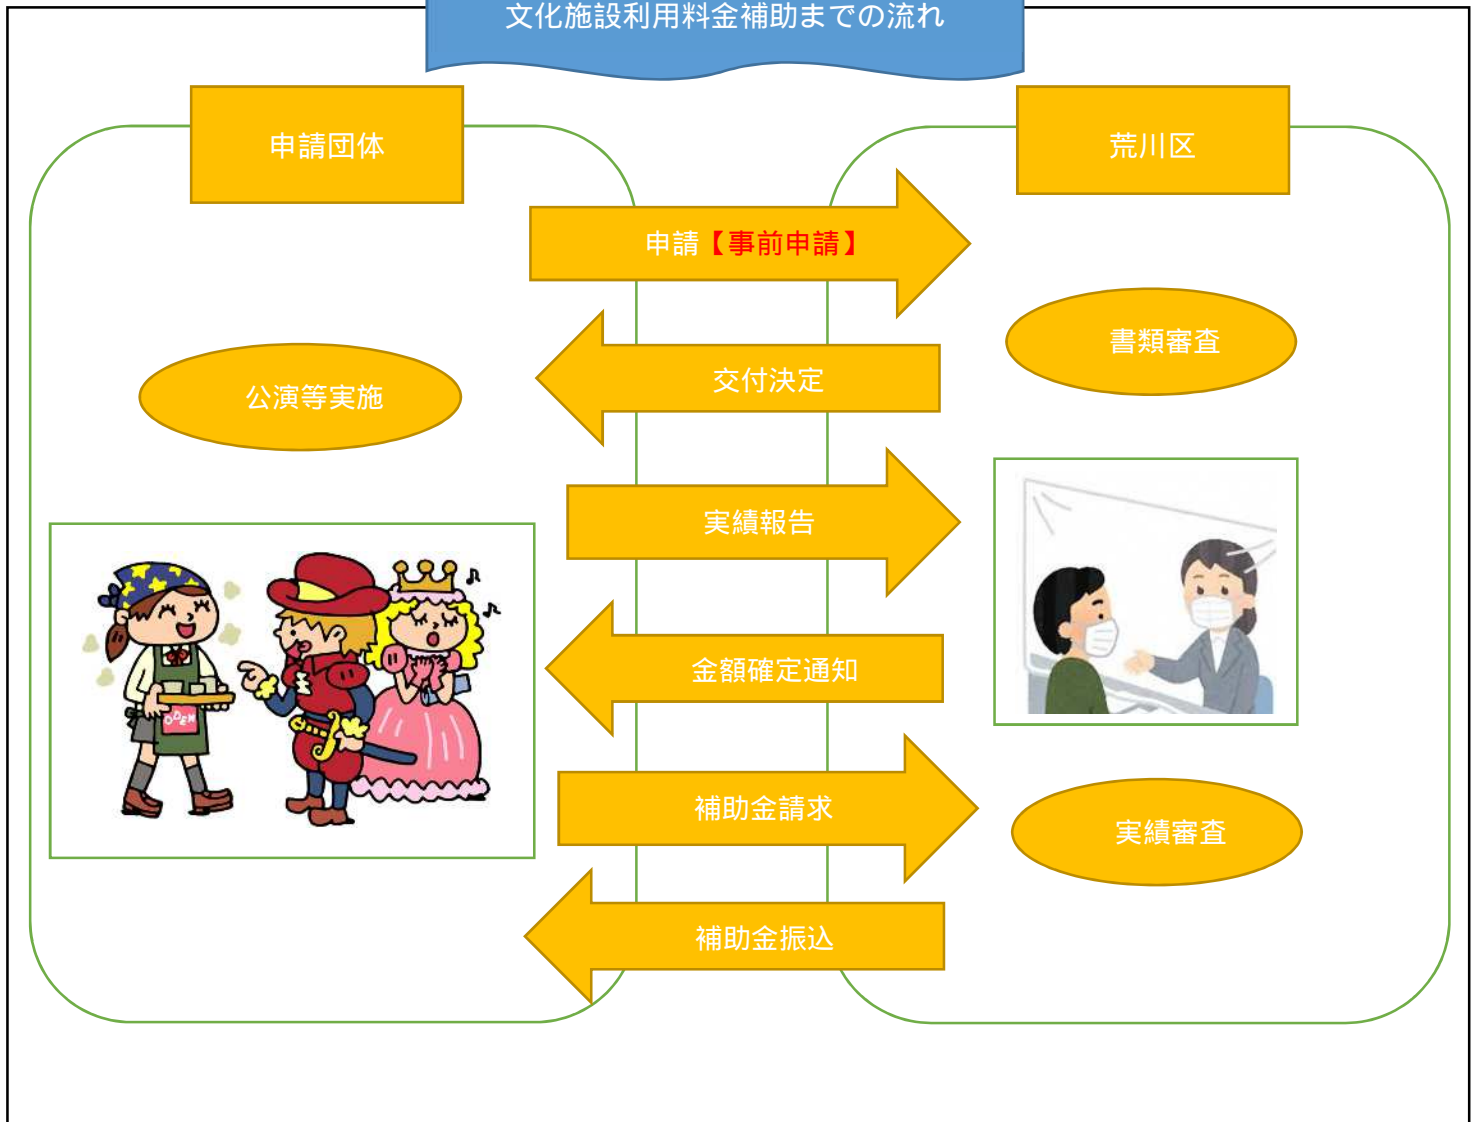 文化施設利用料金補助までの流れ
申請団体
荒川区
申請【事前申請】
書類審査
交付決定
公演等実施
実績報告
ODEN
金額確定通知
補助金請求
実績審査
補助金振込